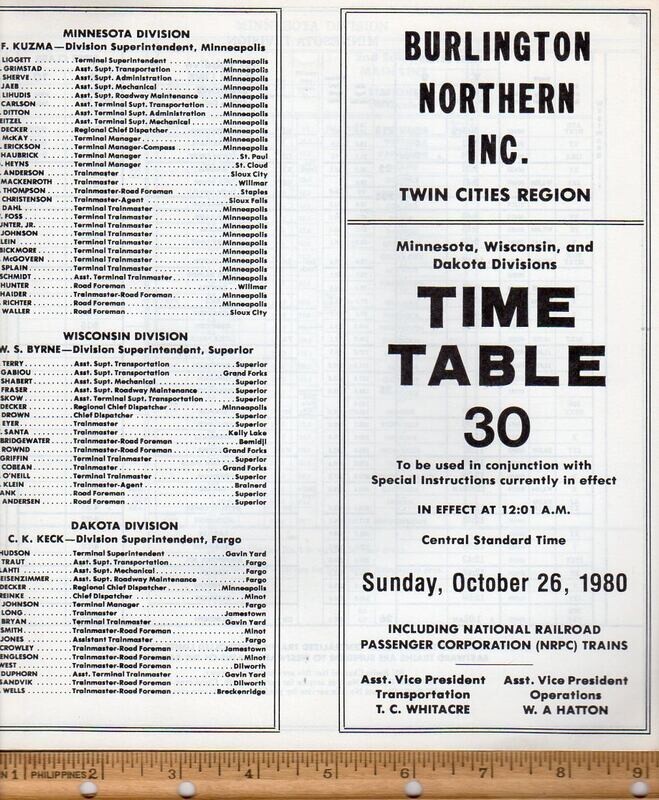 MINNESOTA DIVISION
F. KUZMA—Division Superintendent, Minneapolis
LIGGETT ........ Terminal Superintendent ........ Minneapolis
GRIMSTAD ........ Asst. Supt. Transportation ........ Minneapolis
SHERVE ........ Asst. Supt. Administration ........ Minneapolis
JAEB ........ Asst. Supt. Mechanical ........ Minneapolis
LIHUDIS ........ Asst. Supt. Roadway Maintenance ........ Minneapolis
CARLSON ........ Asst. Terminal Supt. Transportation ........ Minneapolis
DITTON ........ Asst. Terminal Supt. Administration ........ Minneapolis
EITZEL ........ Asst. Terminal Supt. Mechanical ........ Minneapolis
DECKER ........ Regional Chief Dispatcher ........ Minneapolis
McKAY ........ Terminal Manager ........ Minneapolis
ERICKSON ........ Terminal Manager-Compass ........ Minneapolis
HAUBRICK ........ Terminal Manager ........ St. Paul
HEYNS ........ Terminal Manager ........ St. Cloud
ANDERSON ........ Trainmaster ........ Sioux City
MACKENROTH ........ Trainmaster ........ Willmar
THOMPSON ........ Trainmaster-Road Foreman ........ Staples
CHRISTENSON ........ Trainmaster-Agent ........ Sioux Falls
DAHL ........ Terminal Trainmaster ........ Minneapolis
FOSS ........ Terminal Trainmaster ........ Minneapolis
UNTER, JR. ........ Terminal Trainmaster ........ Minneapolis
JOHNSON ........ Terminal Trainmaster ........ Minneapolis
LEIN ........ Terminal Trainmaster ........ Minneapolis
BICKMORE ........ Terminal Trainmaster ........ Minneapolis
McGOVERN ........ Terminal Trainmaster ........ Minneapolis
SPLAIN ........ Terminal Trainmaster ........ Minneapolis
SCHMIDT ........ Asst. Terminal Trainmaster ........ Minneapolis
HUNTER ........ Road Foreman ........ Willmar
HAIDER ........ Trainmaster-Road Foreman ........ Minneapolis
RICHTER ........ Road Foreman ........ Minneapolis
WALLER ........ Road Foreman ........ Sioux City
WISCONSIN DIVISION
W. S. BYRNE—Division Superintendent, Superior
TERRY ........ Asst. Supt. Transportation ........ Superior
GABIOU ........ Asst. Supt. Transportation ........ Grand Forks
SHABERT ........ Asst. Supt. Mechanical ........ Superior
FRASER ........ Asst. Supt. Roadway Maintenance ........ Superior
SKOW ........ Asst. Terminal Supt. Transportation ........ Superior
DECKER ........ Regional Chief Dispatcher ........ Minneapolis
DROWN ........ Chief Dispatcher ........ Superior
EYER ........ Trainmaster ........ Superior
SANTA ........ Trainmaster ........ Kelly Lake
BRIDGEWATER ........ Trainmaster-Road Foreman ........ Bemidji
ROWND ........ Trainmaster-Road Foreman ........ Grand Forks
GRIFFIN ........ Terminal Trainmaster ........ Superior
COBEAN ........ Trainmaster ........ Grand Forks
O'NEILL ........ Terminal Trainmaster ........ Superior
KLEIN ........ Trainmaster-Agent ........ Brainerd
ANK ........ Road Foreman ........ Superior
ANDERSEN ........ Road Foreman ........ Superior
DAKOTA DIVISION
C. K. KECK—Division Superintendent, Fargo
HUDSON ........ Terminal Superintendent ........ Gavin Yard
TRAUT ........ Asst. Supt. Transportation ........ Fargo
LAHTI ........ Asst. Supt. Mechanical ........ Fargo
EISENZIMMER ........ Asst. Supt. Roadway Maintenance ........ Fargo
DECKER ........ Regional Chief Dispatcher ........ Minneapolis
REINKE ........ Chief Dispatcher ........ Minot
JOHNSON ........ Terminal Manager ........ Fargo
LONG ........ Trainmaster ........ Jamestown
BRYAN ........ Terminal Trainmaster ........ Gavin Yard
SMITH ........ Trainmaster-Road Foreman ........ Minot
JONES ........ Assistant Trainmaster ........ Fargo
CROWLEY ........ Trainmaster-Road Foreman ........ Jamestown
ENGLESON ........ Trainmaster-Road Foreman ........ Minot
WEST ........ Trainmaster-Road Foreman ........ Dilworth
DUPHORN ........ Asst. Terminal Trainmaster ........ Gavin Yard
SANDVIK ........ Trainmaster-Road Foreman ........ Dilworth
WELLS ........ Trainmaster-Road Foreman ........ Breckenridge
BURLINGTON
NORTHERN
INC.
TWIN CITIES REGION
Minnesota, Wisconsin, and
Dakota Divisions
TIME
TABLE
30
To be used in conjunction with
Special Instructions currently in effect
IN EFFECT AT 12:01 A.M.
Central Standard Time
Sunday, October 26, 1980
INCLUDING NATIONAL RAILROAD
PASSENGER CORPORATION (NRPC) TRAINS
Asst. Vice President
Transportation
T. C. WHITACRE
Asst. Vice President
Operations
W. A HATTON
1 PHILIPPINES 2 3 4 5 6 7 8 9